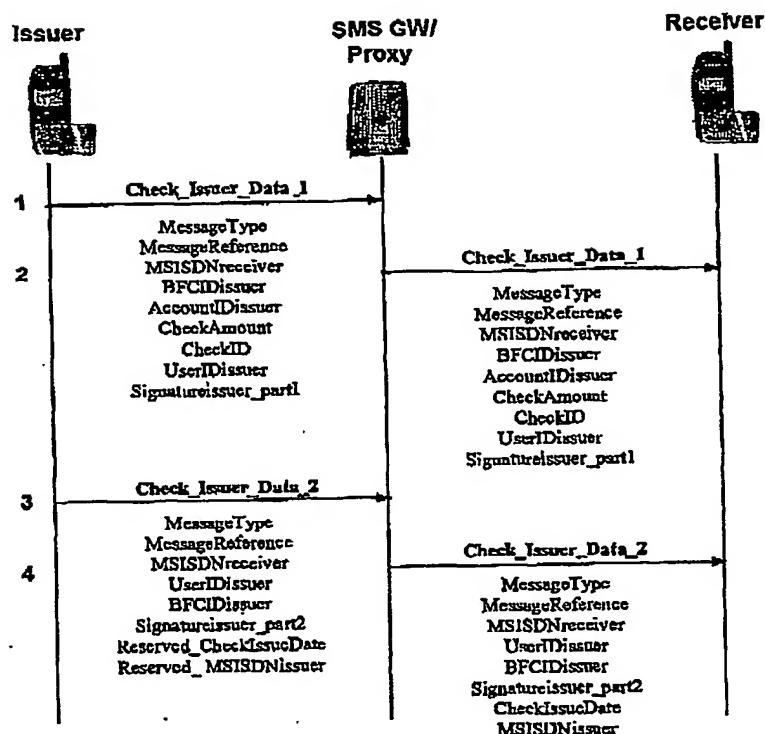 Issuer
SMS GW/
Proxy
Receiver
1
Check_Issuer_Data_1
MessageType
MessageReference
MSISDNreceiver
BFCIDissuer
AccountIDissuer
CheckAmount
CheckID
UserIDissuer
Signatureissuer_part1
2
Check_Issuer_Data_1
MessageType
MessageReference
MSISDNreceiver
BFCIDissuer
AccountIDissuer
CheckAmount
CheckID
UserIDissuer
Signatureissuer_part1
3
Check_Issuer_Data_2
MessageType
MessageReference
MSISDNreceiver
UserIDissuer
BFCIDissuer
Signatureissuer_part2
Reserved_CheckIssueDate
Reserved_ MSISDNissuer
4
Check_Issuer_Data_2
MessageType
MessageReference
MSISDNreceiver
UserIDissuer
BFCIDissuer
Signatureissuer_part2
CheckIssueDate
MSISDNissuer